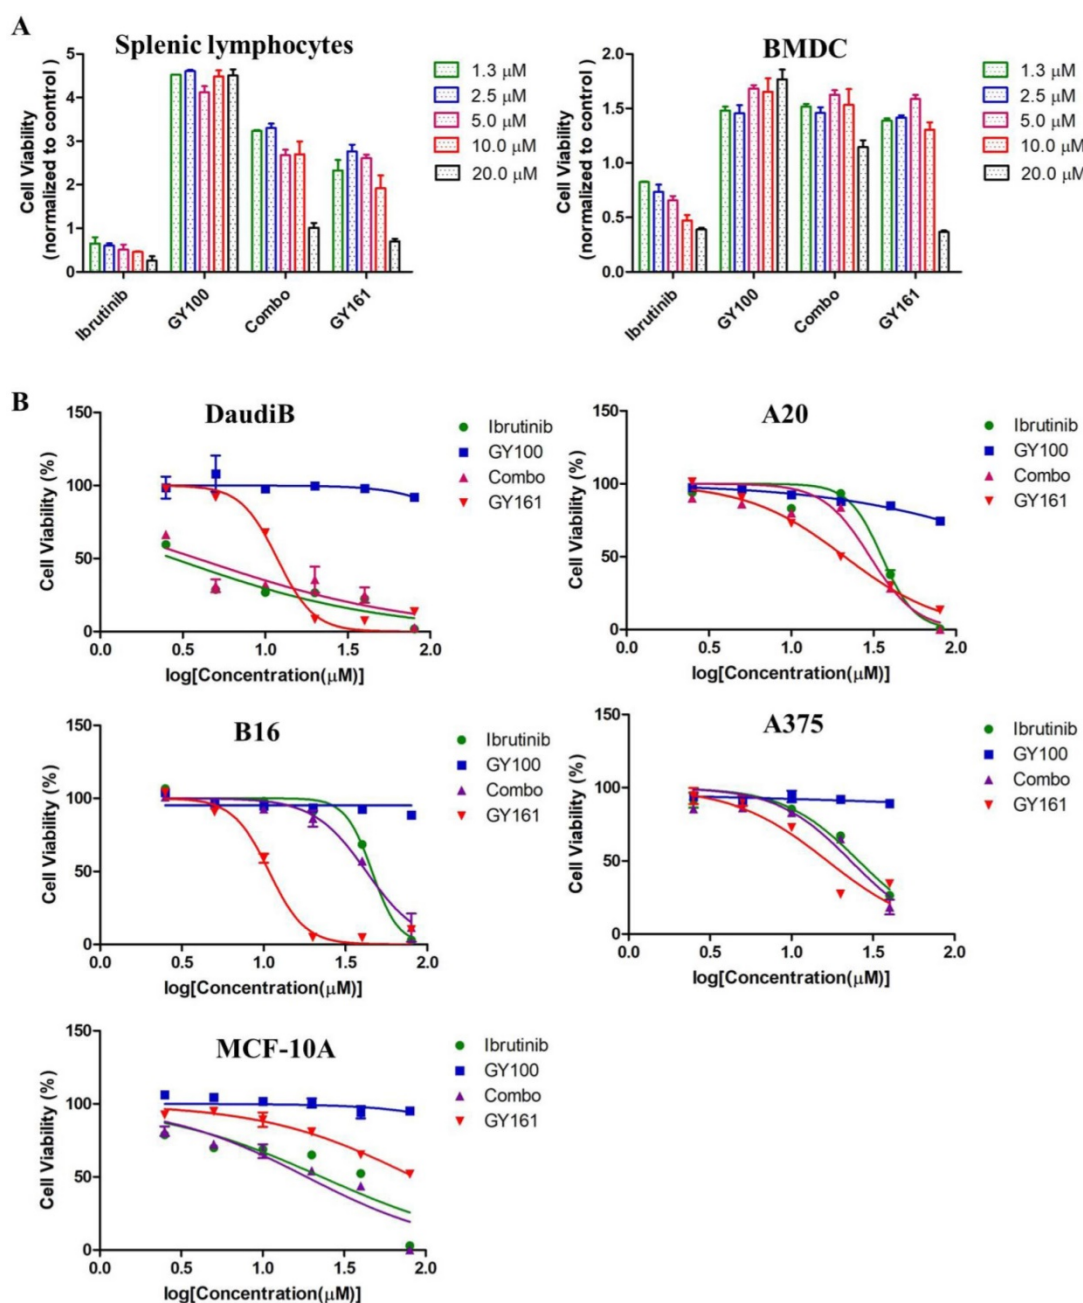 A
Splenic lymphocytes
Cell Viability
(normalized to control)
5
4
3
2
1
0
Ibrutinib
GY100
Combo
GY161
1.3 μM
2.5 μM
5.0 μM
10.0 μM
20.0 μM
BMDC
Cell Viability
(normalized to control)
2.0
1.5
1.0
0.5
0.0
Ibrutinib
GY100
Combo
GY161
1.3 μM
2.5 μM
5.0 μM
10.0 μM
20.0 μM
B
DaudiB
Cell Viability (%)
150
100
50
0
0.0 0.5 1.0 1.5 2.0
log[Concentration(μM)]
Ibrutinib
GY100
Combo
GY161
A20
Cell Viability (%)
150
100
50
0
0.0 0.5 1.0 1.5 2.0
log[Concentration(μM)]
Ibrutinib
GY100
Combo
GY161
B16
Cell Viability (%)
150
100
50
0
0.0 0.5 1.0 1.5 2.0
log[Concentration(μM)]
Ibrutinib
GY100
Combo
GY161
A375
Cell Viability (%)
150
100
50
0
0.0 0.5 1.0 1.5 2.0
log[Concentration(μM)]
Ibrutinib
GY100
Combo
GY161
MCF-10A
Cell Viability (%)
150
100
50
0
0.0 0.5 1.0 1.5 2.0
log[Concentration(μM)]
Ibrutinib
GY100
Combo
GY161